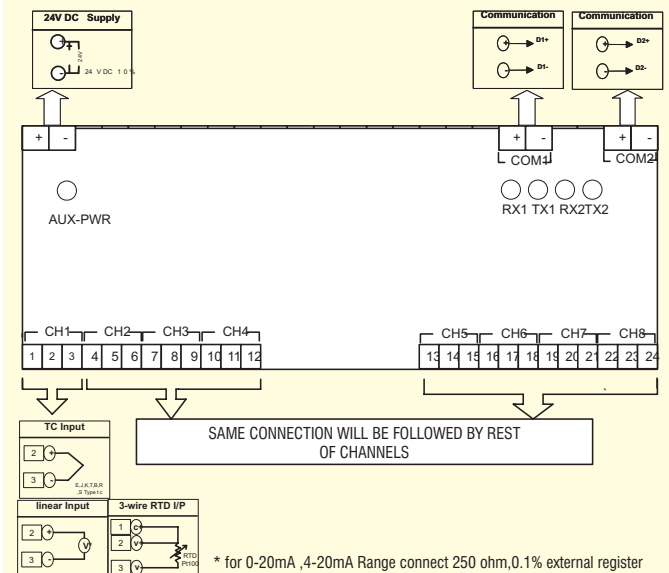 24V DC Supply
+
-
24V
24 VDC 10%
Communication
+ D1+
- D1-
Communication
+ D2+
- D2-
+ -
+ - + -
COM1 COM2
AUX-PWR
RX1 TX1 RX2TX2
CH1 CH2 CH3 CH4
CH5 CH6 CH7 CH8
1 2 3 4 5 6 7 8 9 10 11 12
13 14 15 16 17 18 19 20 21 22 23 24
TC Input
2 +
3 -
E,J,K,T,B,R
,S Type t c
SAME CONNECTION WILL BE FOLLOWED BY REST
OF CHANNELS
linear Input
2 +
V
3 -
3-wire RTD I/P
1 c
2 v
3 v
RTD
Pt100
* for 0-20mA ,4-20mA Range connect 250 ohm,0.1% external register